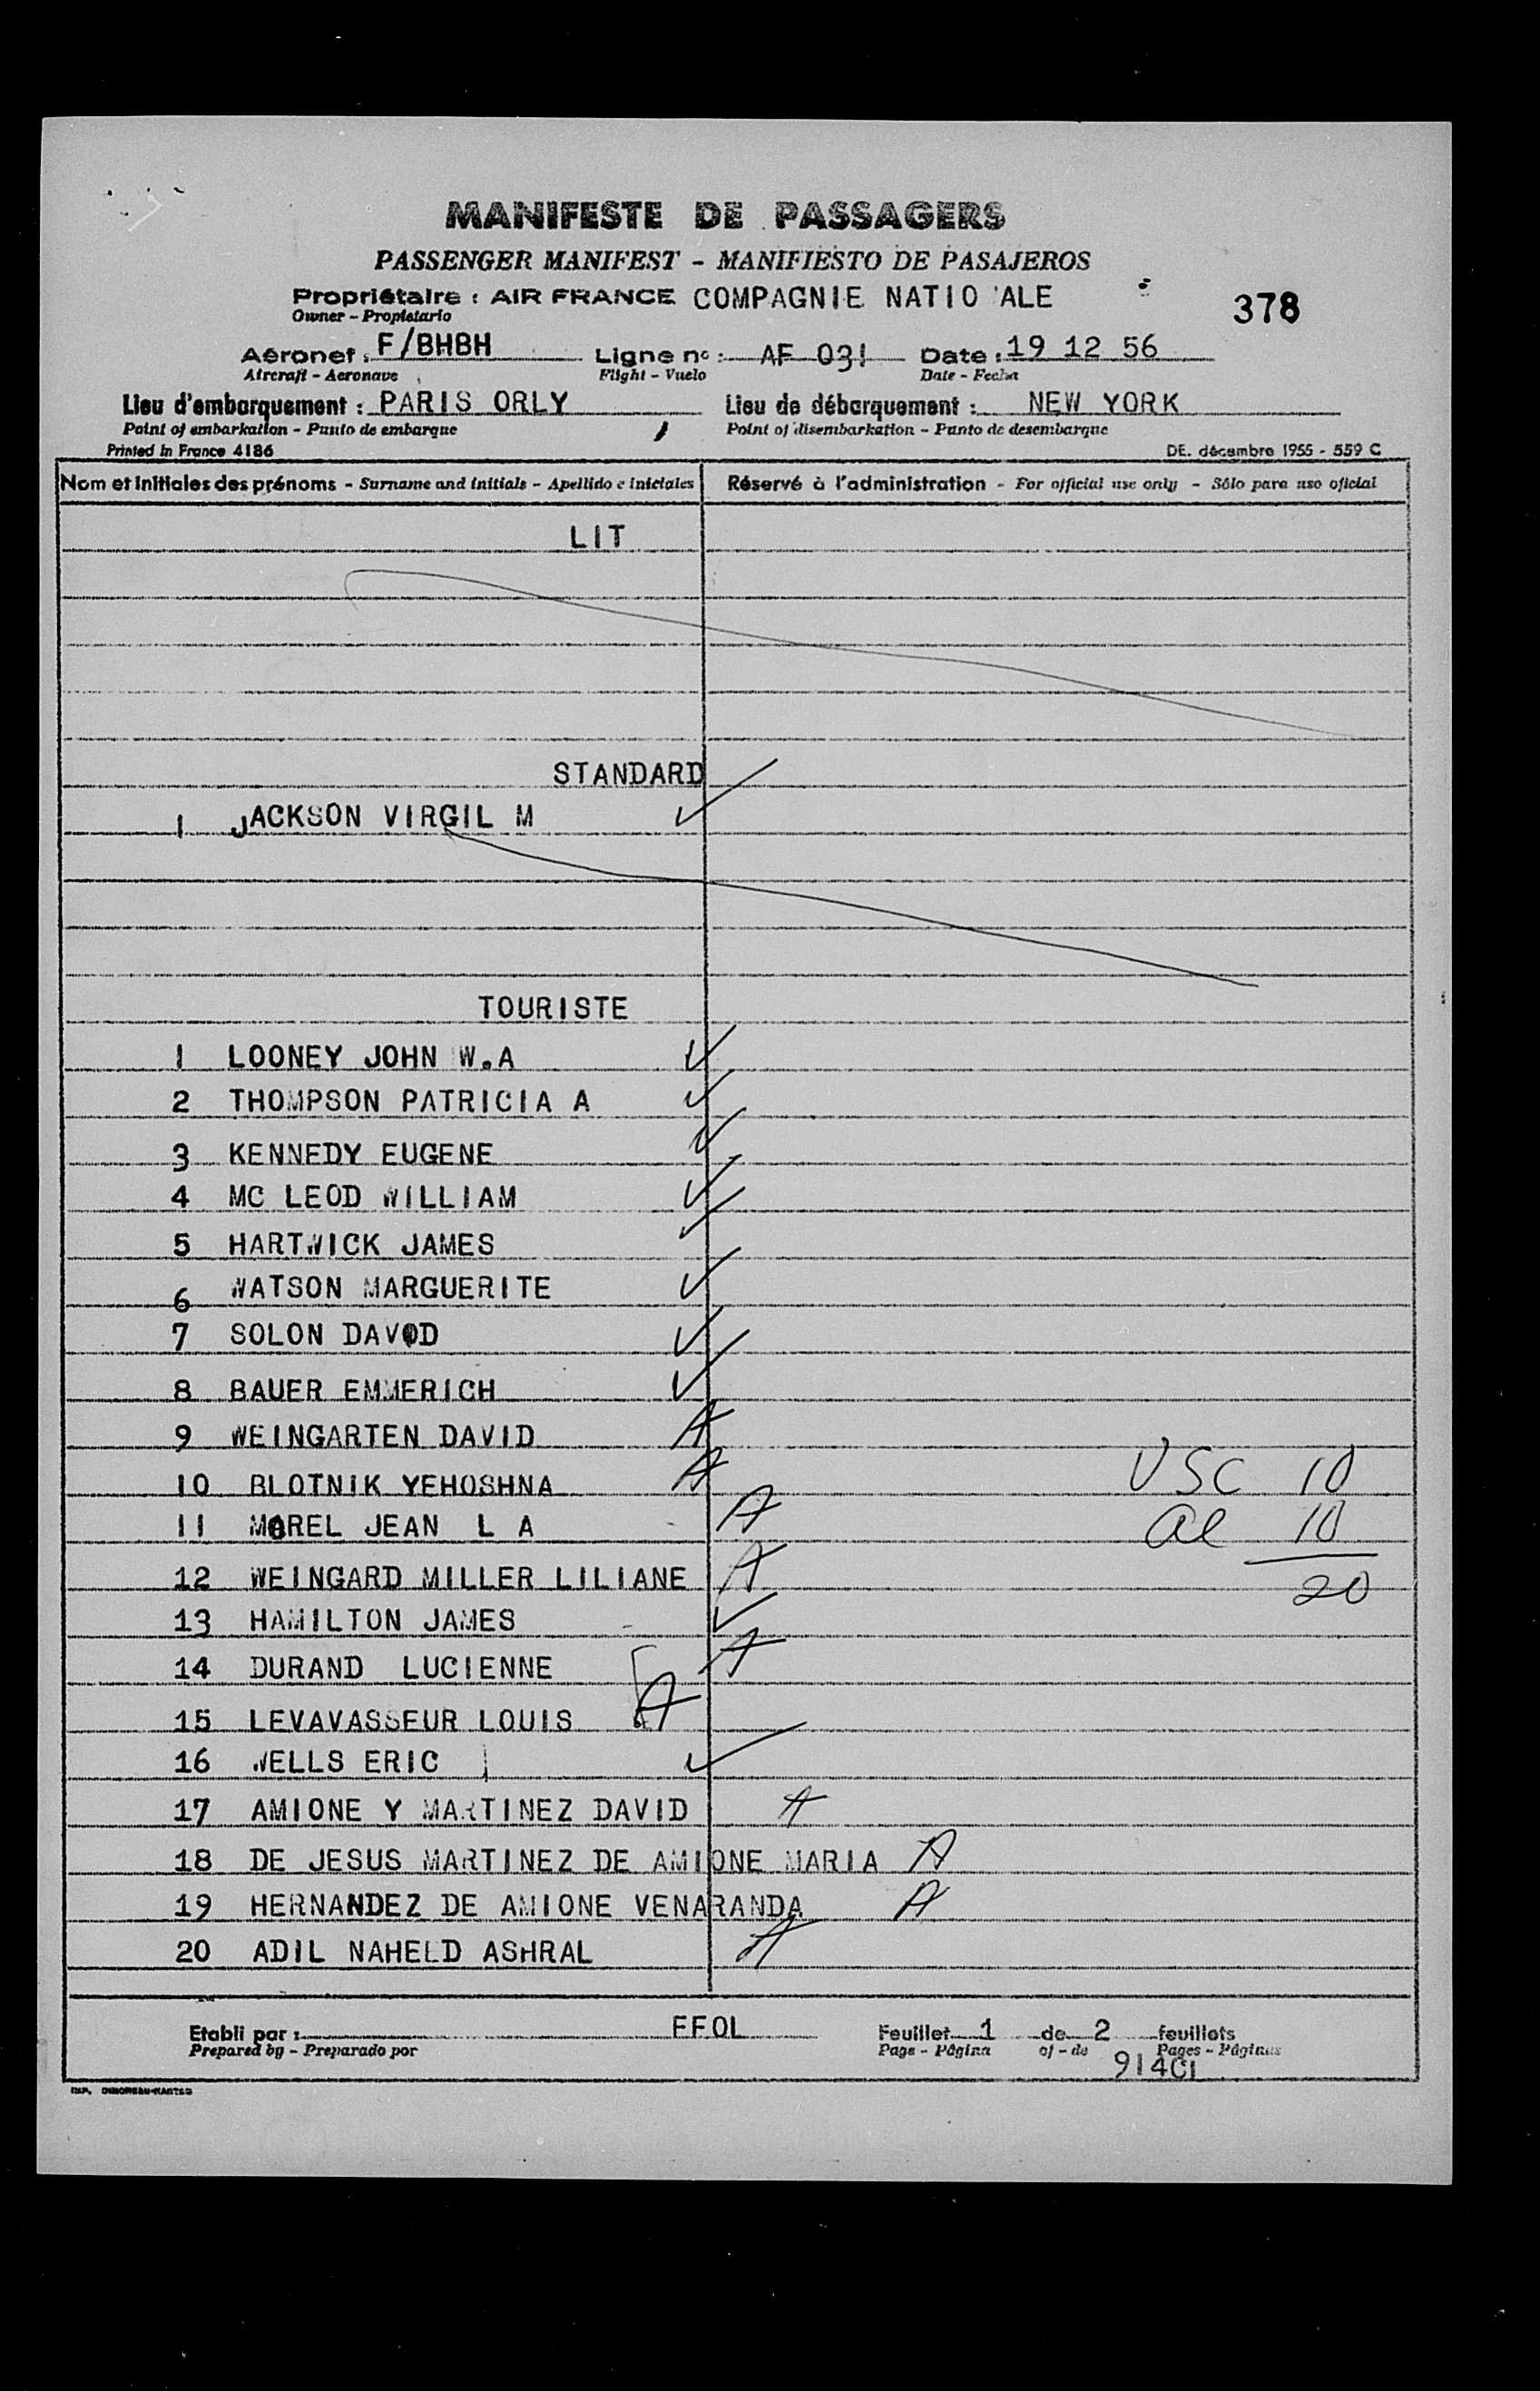 MANIFESTE DE PASSAGERS
PASSENGER MANIFEST - MANIFIESTO DE PASAJEROS
Propriétaire : AIR FRANCE COMPAGNIE NATIO ALE
Owner - Propietario
378
Aéronef : F/BHBH Ligne nº : AF 031 Date : 19 12 56
Aircraft - Aeronave Flight - Vuelo Date - Fecha
Lieu d'embarquement : PARIS ORLY Lieu de débarquement : NEW YORK
Point of embarkation - Punto de embarque Point of disembarkation - Punto de desembarque
Printed in France 4186 DE. décembre 1955 - 559 C
Nom et initiales des prénoms - Surname and initials - Apellido e iniciales Réservé à l'administration - For official use only - Sólo para uso oficial
LIT
STANDARD
1 JACKSON VIRGIL M
TOURISTE
1 LOONEY JOHN W.A
2 THOMPSON PATRICIA A
3 KENNEDY EUGENE
4 MC LEOD WILLIAM
5 HARTWICK JAMES
6 WATSON MARGUERITE
7 SOLON DAVID
8 BAUER EMMERICH
9 WEINGARTEN DAVID A
10 BLOTNIK YEHOSHNA A USC 10
11 MOREL JEAN L A A al 10
12 WEINGARD MILLER LILIANE A 20
13 HAMILTON JAMES
14 DURAND LUCIENNE A
15 LEVAVASSEUR LOUIS A
16 WELLS ERIC
17 AMIONE Y MARTINEZ DAVID A
18 DE JESUS MARTINEZ DE AMIONE MARIA A
19 HERNANDEZ DE AMIONE VENARANDA A
20 ADIL NAHELD ASHRAL A
Etabli par : FFOL Feuillet 1 de 2 feuillets
Prepared by - Preparado por Page - Página of - de Pages - Páginas
914C1